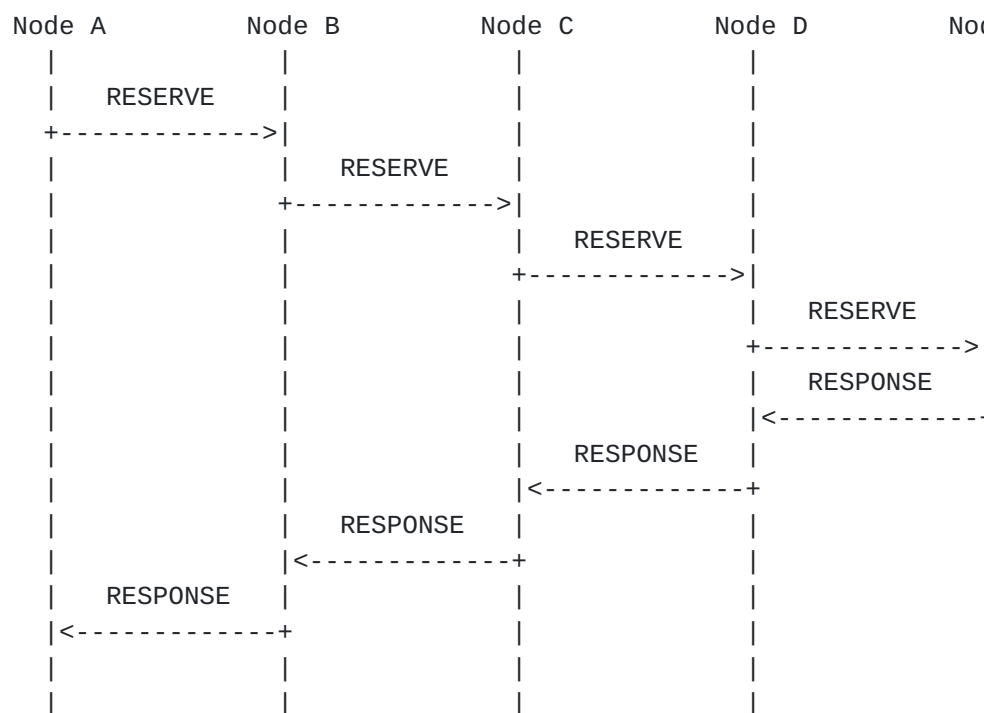 Node A Node B Node C Node D
RESERVE
RESERVE
RESERVE
RESERVE
RESPONSE
RESPONSE
RESPONSE
RESPONSE